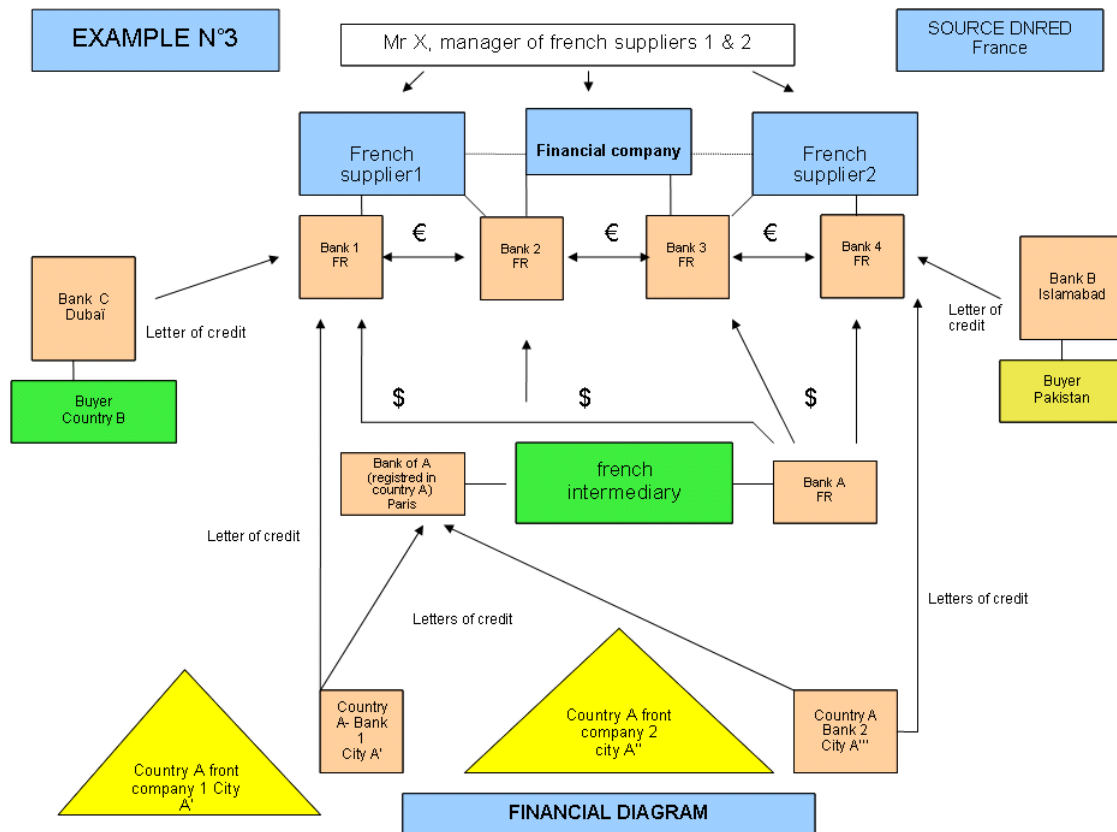 EXAMPLE N°3
Mr X, manager of french suppliers 1 & 2
SOURCE DNRED
France
French
supplier1
Financial company
French
supplier2
Bank 1
FR
€
Bank 2
FR
€
Bank 3
FR
€
Bank 4
FR
Bank C
Dubaï
Letter of credit
Buyer
Country B
Bank B
Islamabad
Letter of
credit
Buyer
Pakistan
$
$
$
Bank of A
(registred in
country A)
Paris
french
intermediary
Bank A
FR
Letter of credit
Letters of credit
Letters of credit
Country A front
company 1 City
A'
Country
A- Bank
1
City A'
Country A front
company 2
city A''
Country A
Bank 2
City A'''
FINANCIAL DIAGRAM